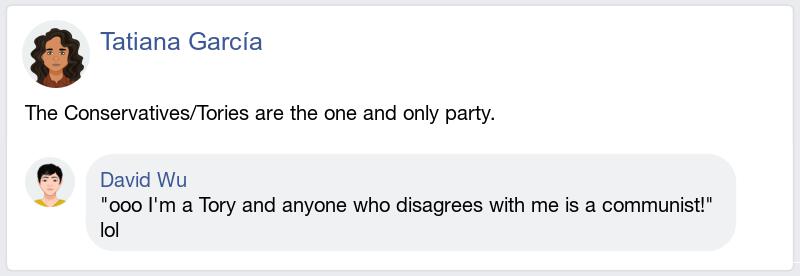 Tatiana García
The Conservatives/Tories are the one and only party.
David Wu
"ooo I'm a Tory and anyone who disagrees with me is a communist!"
lol